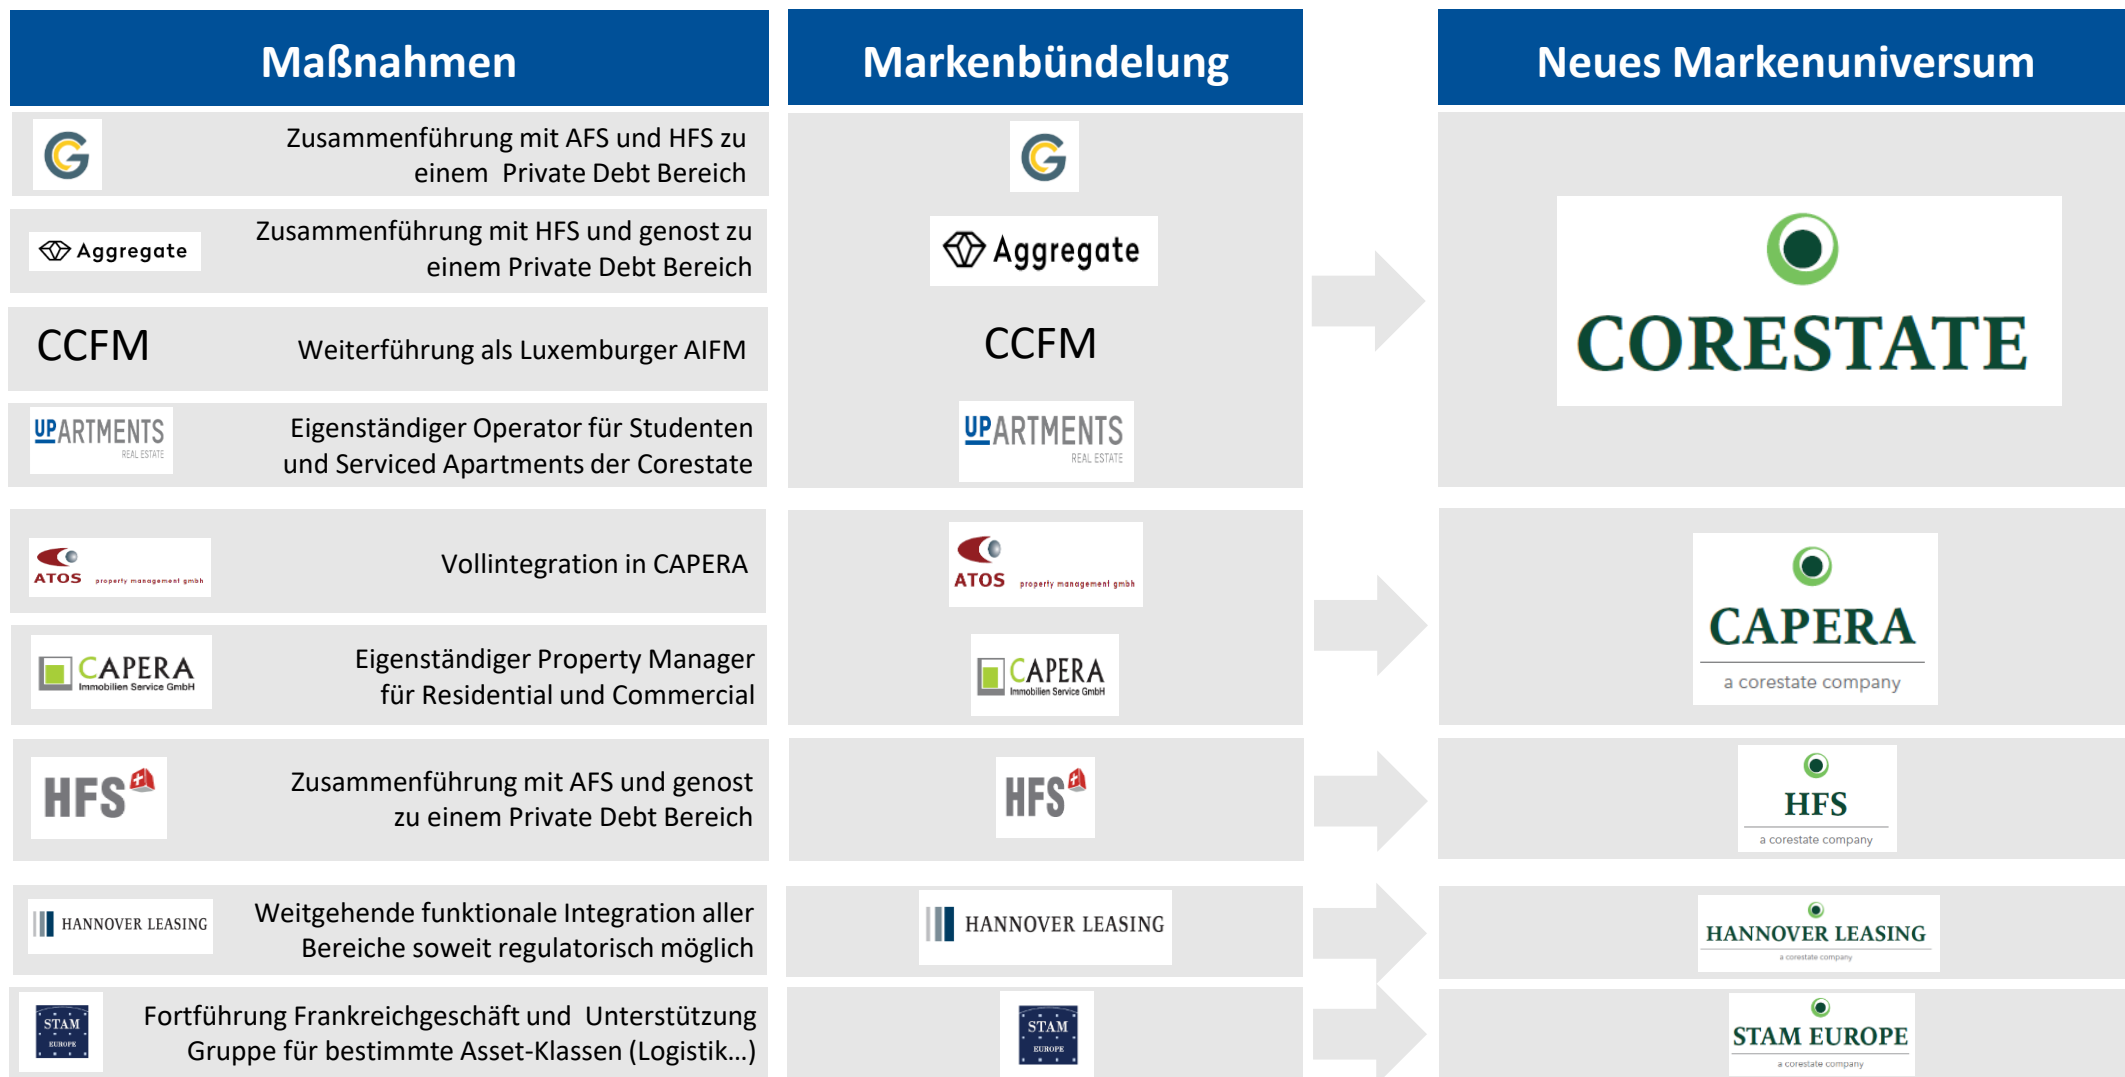 Maßnahmen
Markenbündelung
Neues Markenuniversum
Zusammenführung mit AFS und HFS zu
einem Private Debt Bereich
Aggregate
Zusammenführung mit HFS und genost zu
einem Private Debt Bereich
CCFM
Weiterführung als Luxemburger AIFM
UPARTMENTS
REAL ESTATE
Eigenständiger Operator für Studenten
und Serviced Apartments der Corestate
Aggregate
CCFM
UPARTMENTS
REAL ESTATE
CORESTATE
ATOS property management gmbh
Vollintegration in CAPERA
CAPERA
Immobilien Service GmbH
Eigenständiger Property Manager
für Residential und Commercial
ATOS property management gmbh
CAPERA
Immobilien Service GmbH
CAPERA
a corestate company
HFS
Zusammenführung mit AFS und genost
zu einem Private Debt Bereich
HFS
HFS
a corestate company
HANNOVER LEASING
Weitgehende funktionale Integration aller
Bereiche soweit regulatorisch möglich
HANNOVER LEASING
HANNOVER LEASING
a corestate company
STAM
EUROPE
Fortführung Frankreichgeschäft und Unterstützung
Gruppe für bestimmte Asset-Klassen (Logistik…)
STAM
EUROPE
STAM EUROPE
a corestate company